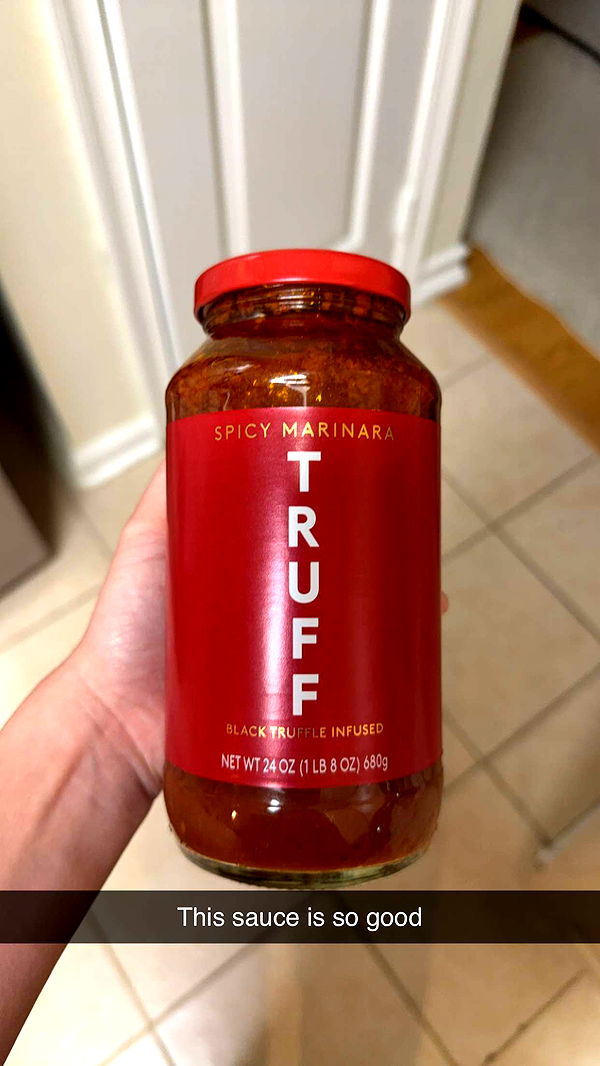 SPICY MARINARA
TRUFF
BLACK TRUFFLE INFUSED
NET WT 24 OZ (1 LB 8 OZ) 680g
This sauce is so good